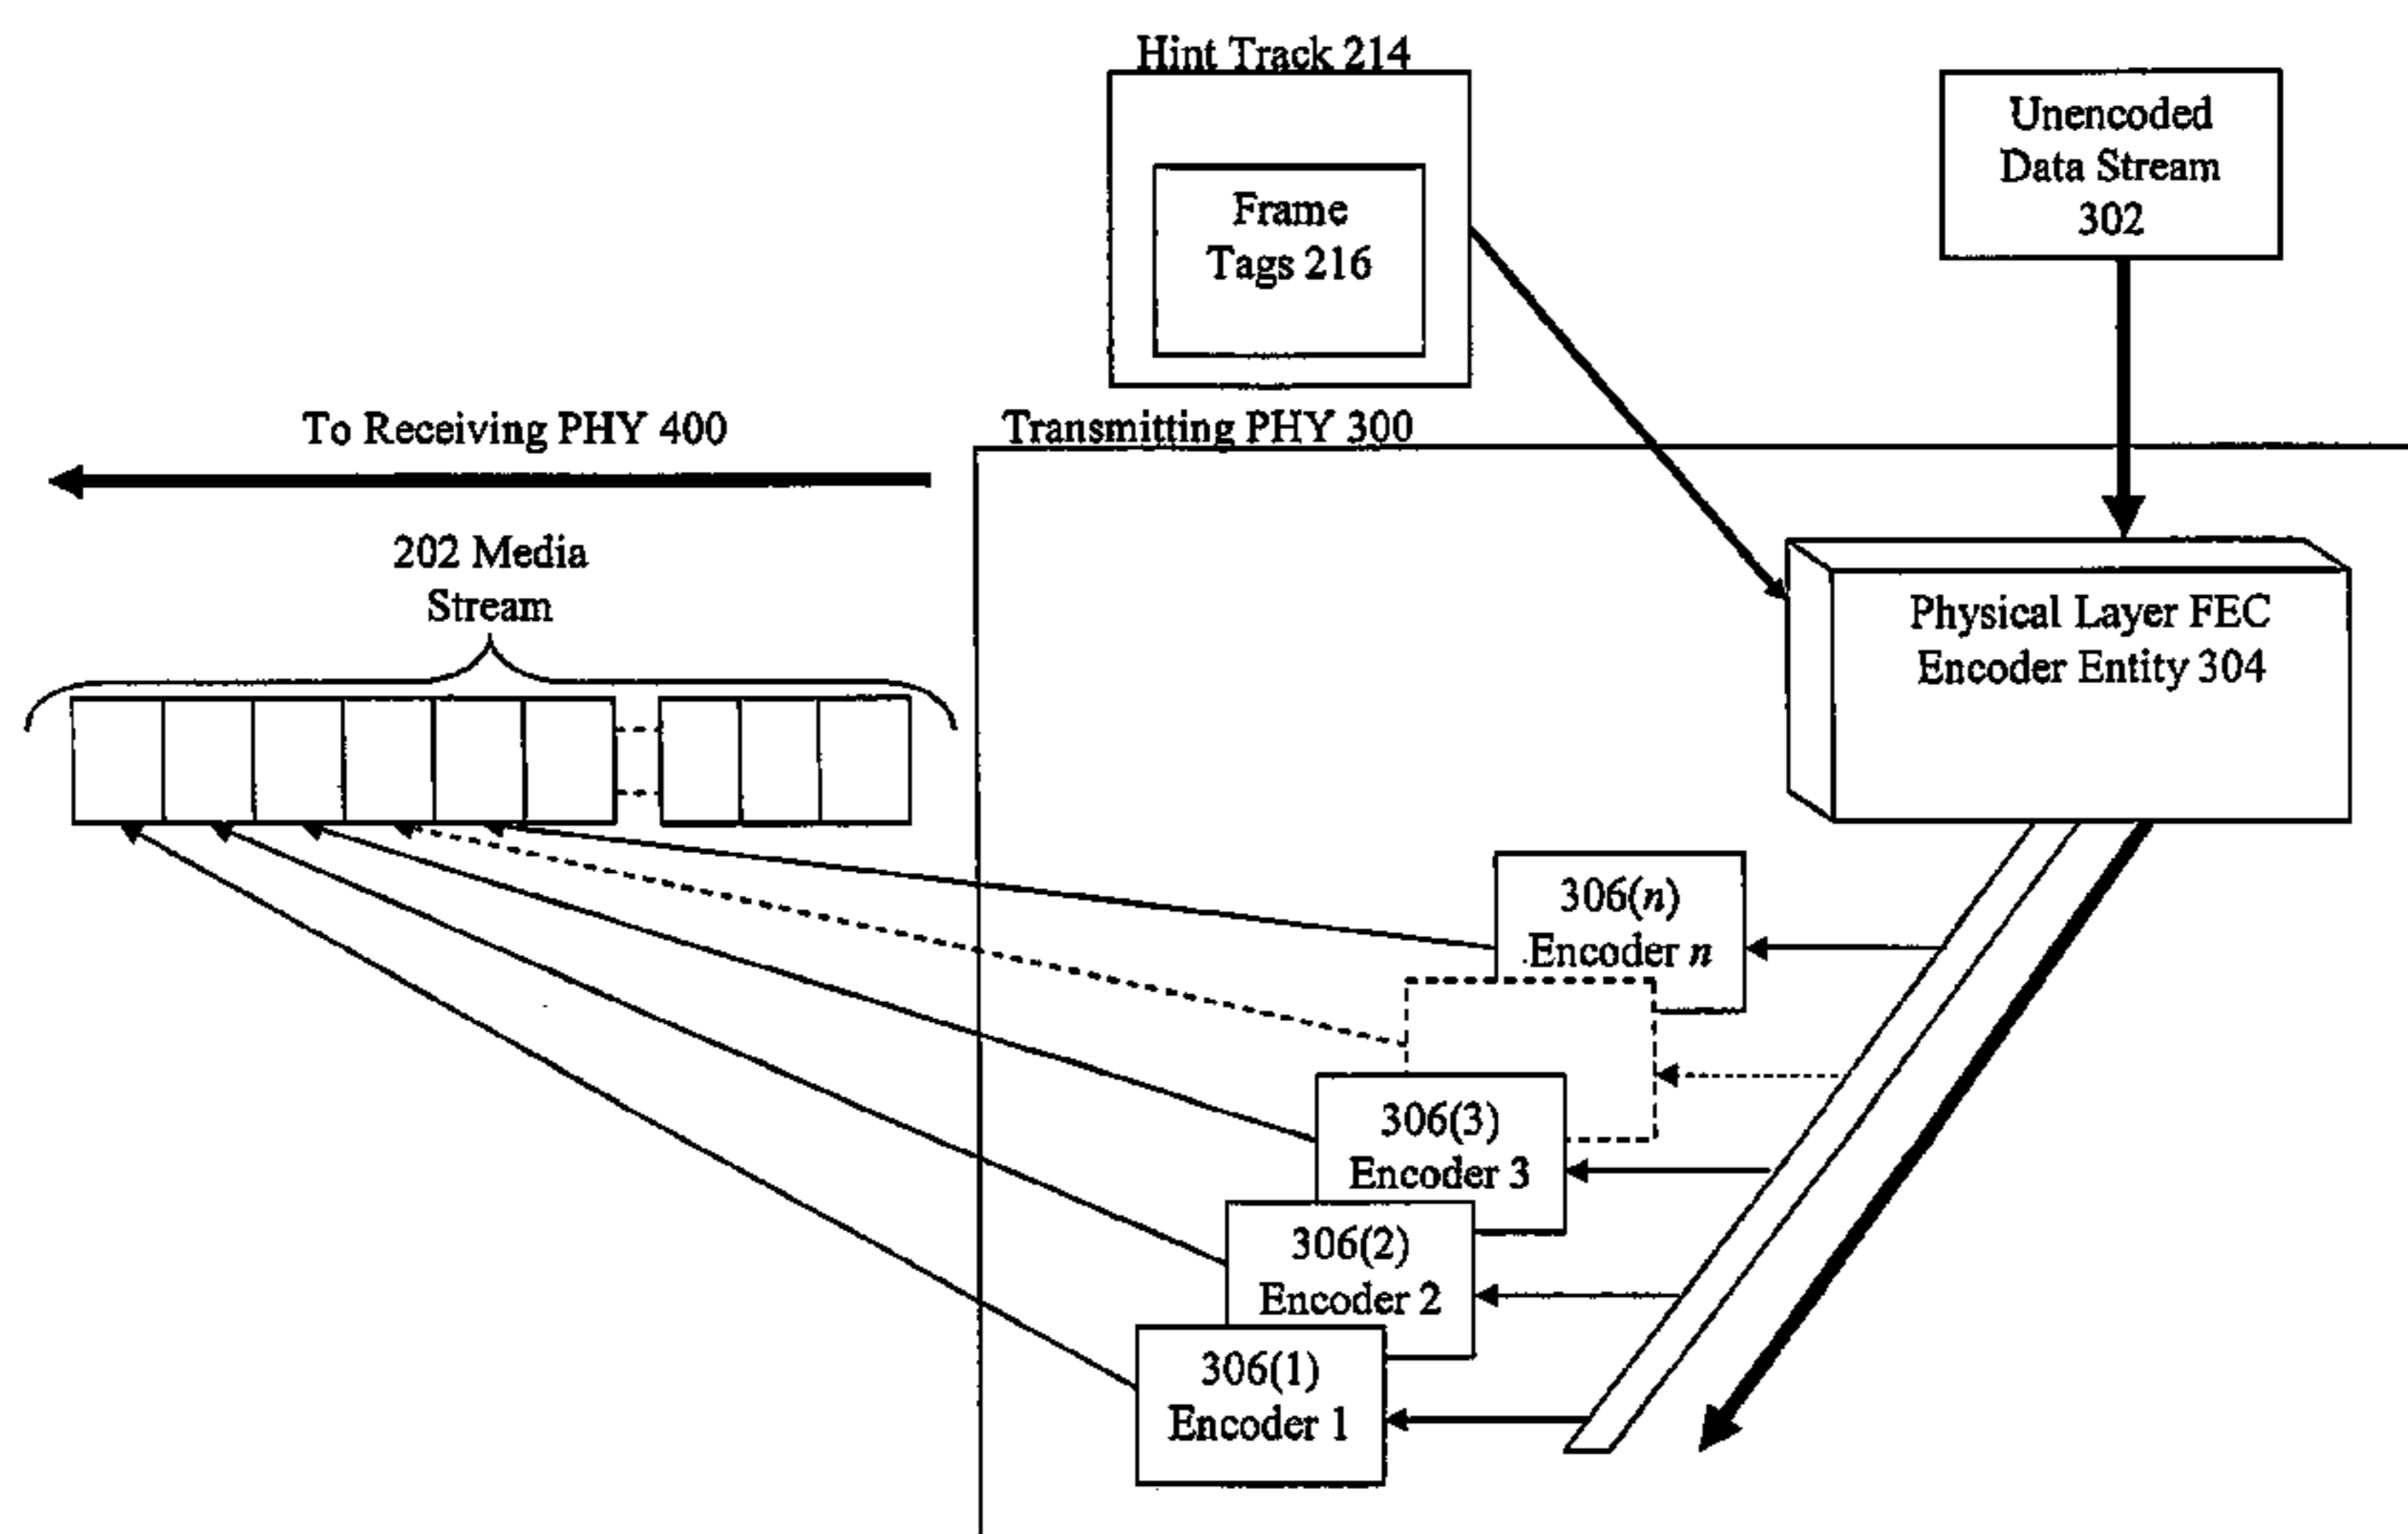 Hint Track 214
Frame
Tags 216
Unencoded
Data Stream
302
To Receiving PHY 400
Transmitting PHY 300
202 Media
Stream
Physical Layer FEC
Encoder Entity 304
306(n)
Encoder n
306(3)
Encoder 3
306(2)
Encoder 2
306(1)
Encoder 1